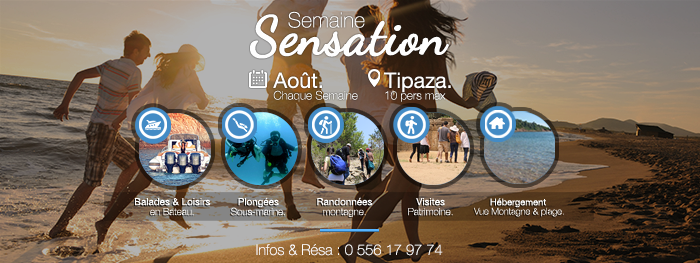 Semaine
Sensation
Août.
Chaque Semaine
Tipaza.
10 pers max
Balades & Loisirs
en Bateau.
Plongées
Sous-marine.
Randonnées
montagne.
Visites
Patrimoine.
Hébergement
Vue Montagne & plage.
Infos & Résa : 0 556 17 97 74